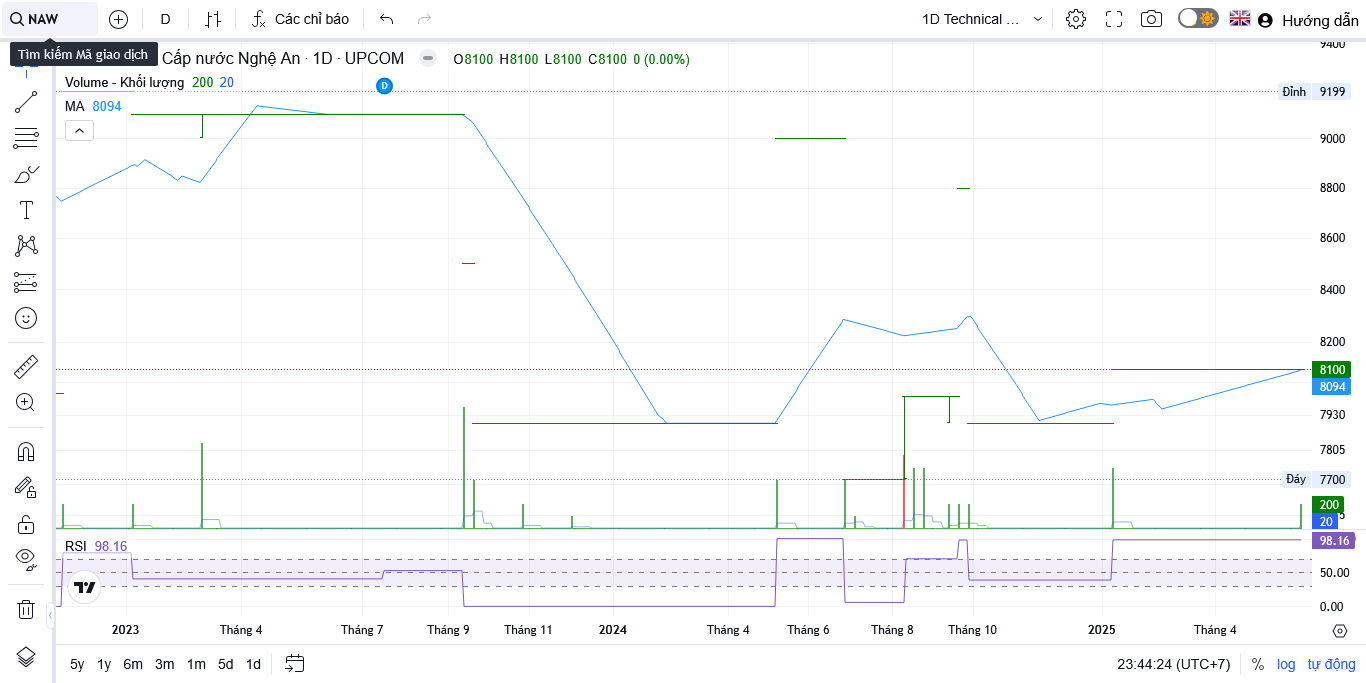 NAW D Các chỉ báo 1D Technical ... Hướng dẫn
Tìm kiếm Mã giao dịch
Cấp nước Nghệ An · 1D · UPCOM O8100 H8100 L8100 C8100 0 (0.00%)
Volume - Khối lượng 200 20
D
MA 8094
9400
Đỉnh 9199
9000
8800
8600
8400
8200
8100
8094
7930
7805
Đáy 7700
200
20
RSI 98.16
98.16
50.00
0.00
2023 Tháng 4 Tháng 7 Tháng 9 Tháng 11 2024 Tháng 4 Tháng 6 Tháng 8 Tháng 10 2025 Tháng 4
5y 1y 6m 3m 1m 5d 1d 23:44:24 (UTC+7) % log tự động